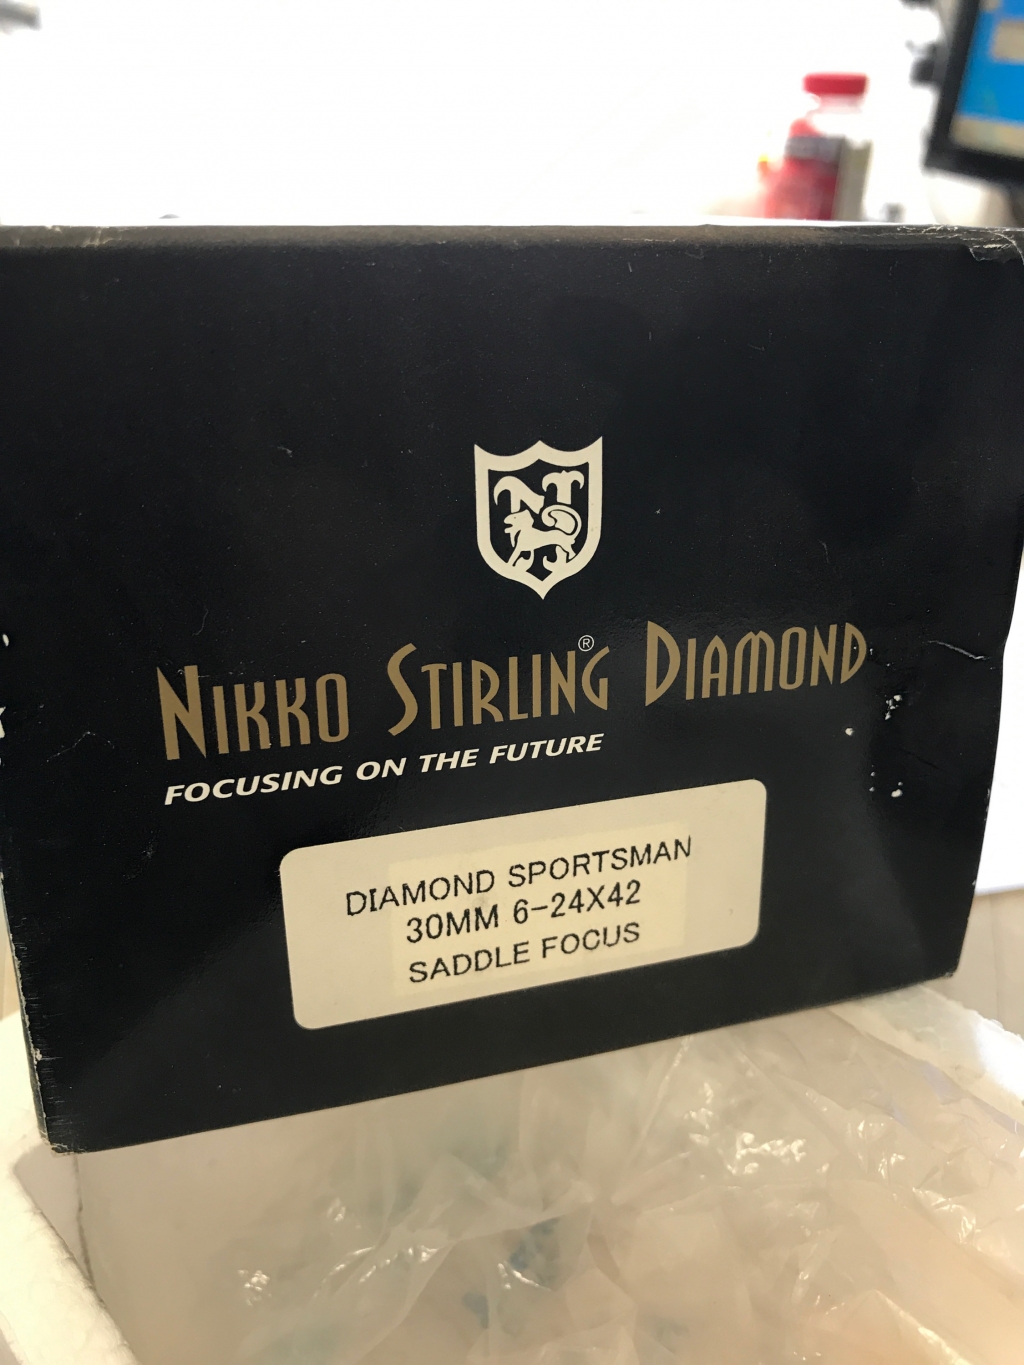 NIKKO STIRLING® DIAMOND
FOCUSING ON THE FUTURE
DIAMOND SPORTSMAN
30MM 6-24X42
SADDLE FOCUS